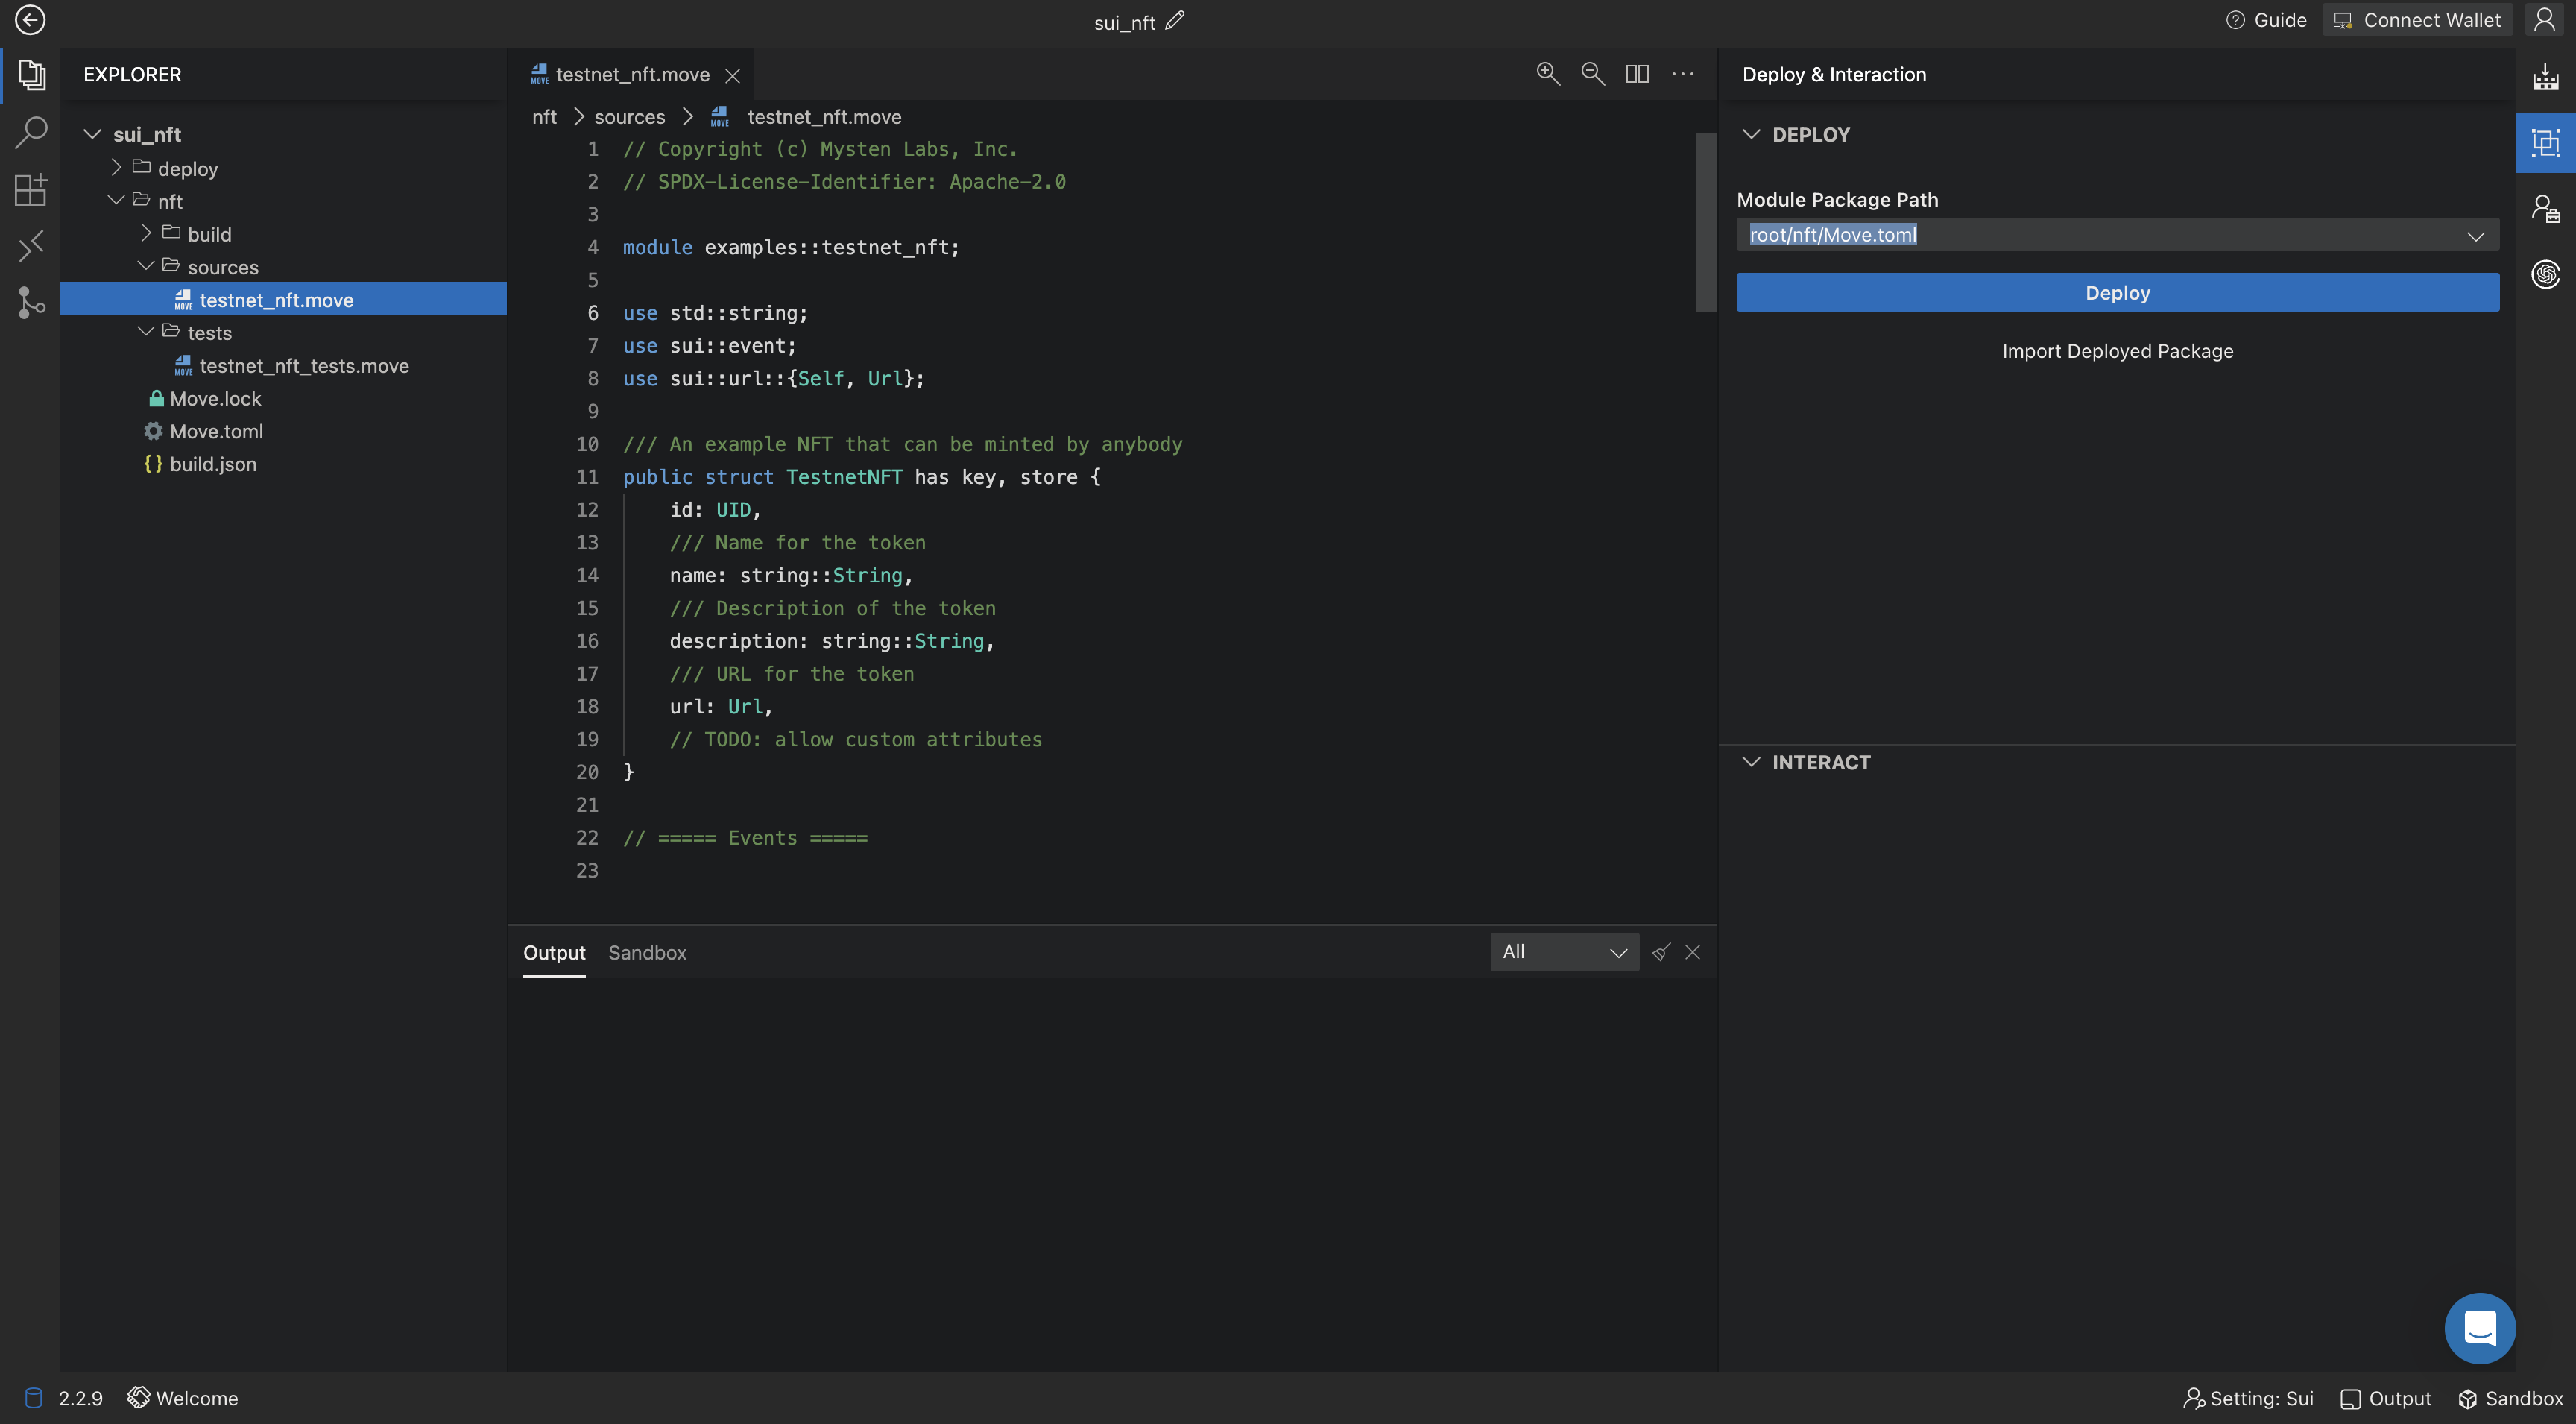 sui_nft
Guide
Connect Wallet
EXPLORER
sui_nft
deploy
nft
build
sources
MOVE testnet_nft.move
tests
MOVE testnet_nft_tests.move
Move.lock
Move.toml
{} build.json
MOVE testnet_nft.move
nft > sources > MOVE testnet_nft.move
1 // Copyright (c) Mysten Labs, Inc.
2 // SPDX-License-Identifier: Apache-2.0
3
4 module examples::testnet_nft;
5
6 use std::string;
7 use sui::event;
8 use sui::url::{Self, Url};
9
10 /// An example NFT that can be minted by anybody
11 public struct TestnetNFT has key, store {
12 id: UID,
13 /// Name for the token
14 name: string::String,
15 /// Description of the token
16 description: string::String,
17 /// URL for the token
18 url: Url,
19 // TODO: allow custom attributes
20 }
21
22 // ===== Events =====
23
Output Sandbox
All
Deploy & Interaction
DEPLOY
Module Package Path
root/nft/Move.toml
Deploy
Import Deployed Package
INTERACT
2.2.9
Welcome
Setting: Sui
Output
Sandbox